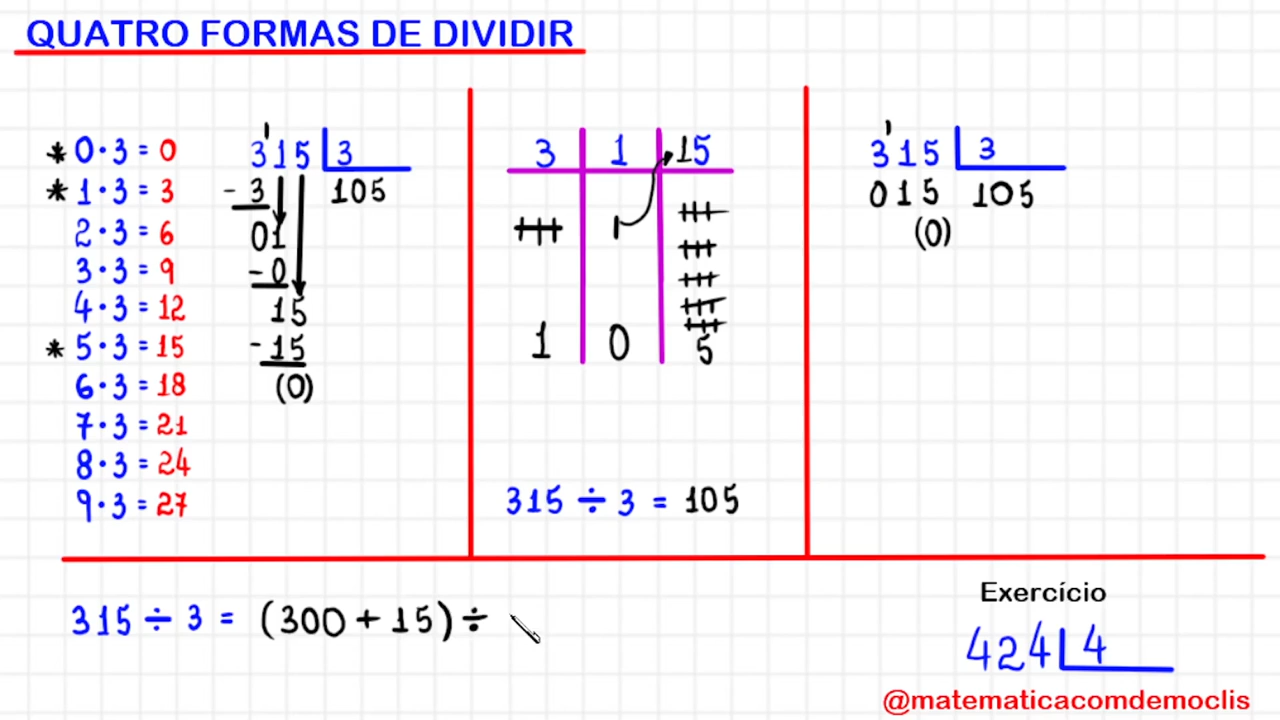 QUATRO FORMAS DE DIVIDIR
* 0·3 = 0
* 1·3 = 3
2·3 = 6
3·3 = 9
4·3 = 12
* 5·3 = 15
6·3 = 18
7·3 = 21
8·3 = 24
9·3 = 27
1
315 3
-3 105
01
-0
15
-15
(0)
3 1 15
1 0 5
315 ÷ 3 = 105
1
315 3
015 105
(0)
315 ÷ 3 = (300 + 15) ÷
Exercício
424 4
@matematicacomdemoclis